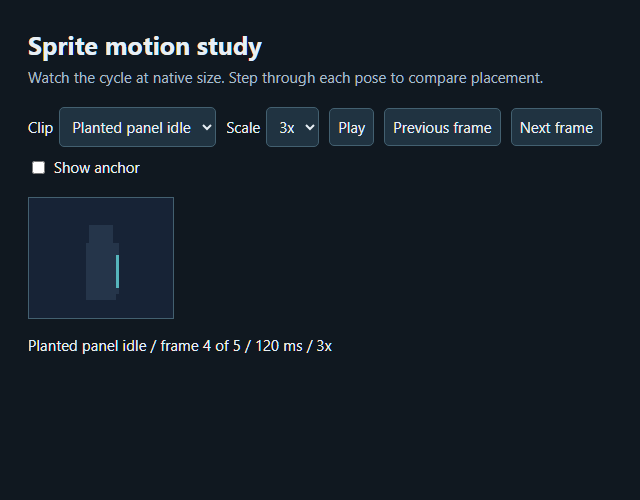 Sprite motion study
Watch the cycle at native size. Step through each pose to compare placement.
Clip Planted panel idle Scale 3x Play Previous frame Next frame
Show anchor
Planted panel idle / frame 4 of 5 / 120 ms / 3x